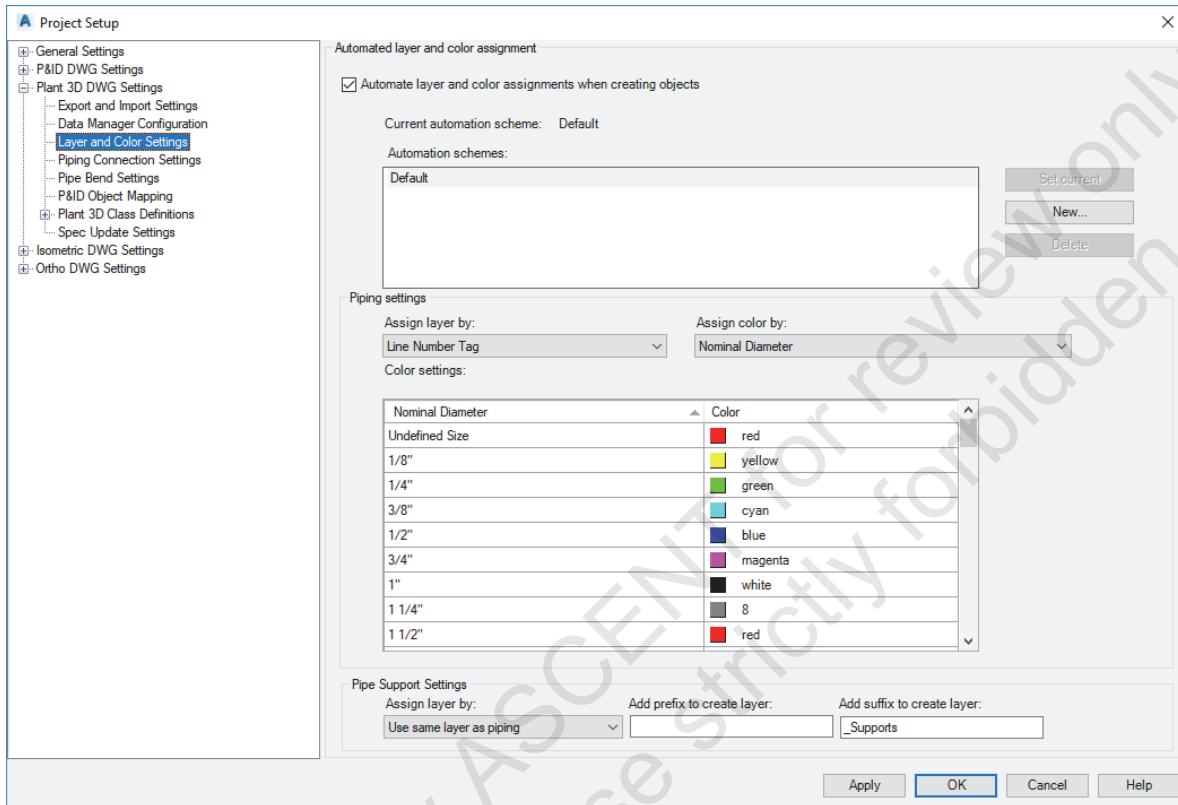 Project Setup
General Settings
P&ID DWG Settings
Plant 3D DWG Settings
Export and Import Settings
Data Manager Configuration
Layer and Color Settings
Piping Connection Settings
Pipe Bend Settings
P&ID Object Mapping
Plant 3D Class Definitions
Spec Update Settings
Isometric DWG Settings
Ortho DWG Settings
Automated layer and color assignment
Automate layer and color assignments when creating objects
Current automation scheme: Default
Automation schemes:
Default
Set current
New...
Delete
Piping settings
Assign layer by: Assign color by:
Line Number Tag Nominal Diameter
Color settings:
Nominal Diameter Color
Undefined Size red
1/8" yellow
1/4" green
3/8" cyan
1/2" blue
3/4" magenta
1" white
1 1/4" 8
1 1/2" red
Pipe Support Settings
Assign layer by: Add prefix to create layer: Add suffix to create layer:
Use same layer as piping _Supports
Apply OK Cancel Help
ASCENT for review only
strictly forbidden